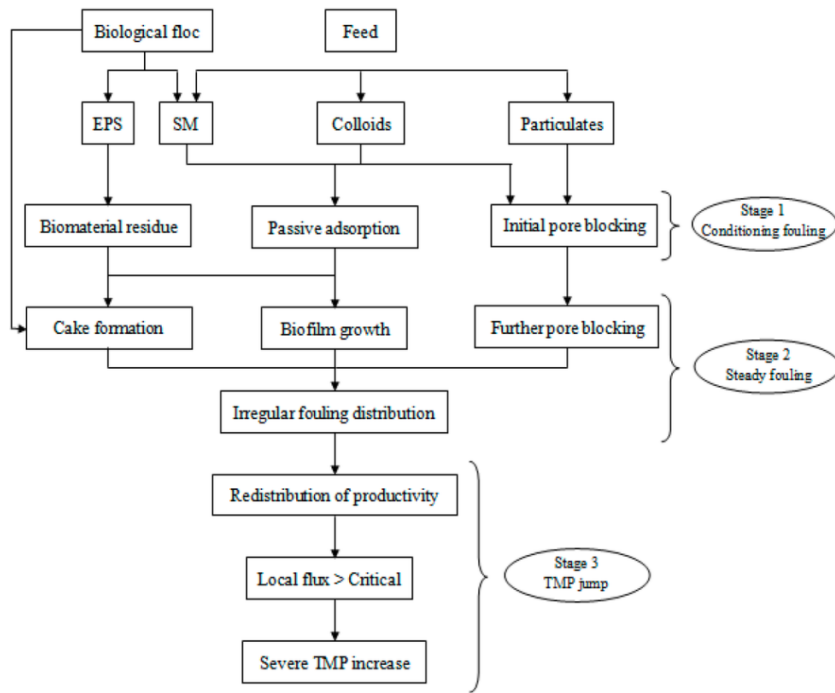 Biological floc
Feed
EPS
SM
Colloids
Particulates
Biomaterial residue
Passive adsorption
Initial pore blocking
Stage 1
Conditioning fouling
Cake formation
Biofilm growth
Further pore blocking
Stage 2
Steady fouling
Irregular fouling distribution
Redistribution of productivity
Local flux > Critical
Stage 3
TMP jump
Severe TMP increase